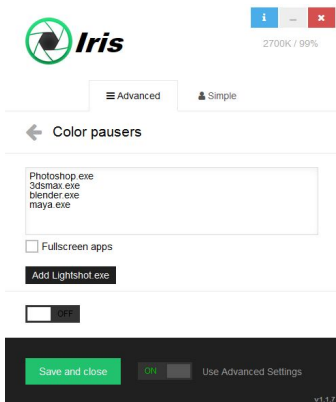 Iris
2700K / 99%
Advanced
Simple
Color pausers
Photoshop.exe
3dsmax.exe
blender.exe
maya.exe
Fullscreen apps
Add Lightshot.exe
OFF
Save and close
ON
Use Advanced Settings
v1.1.7